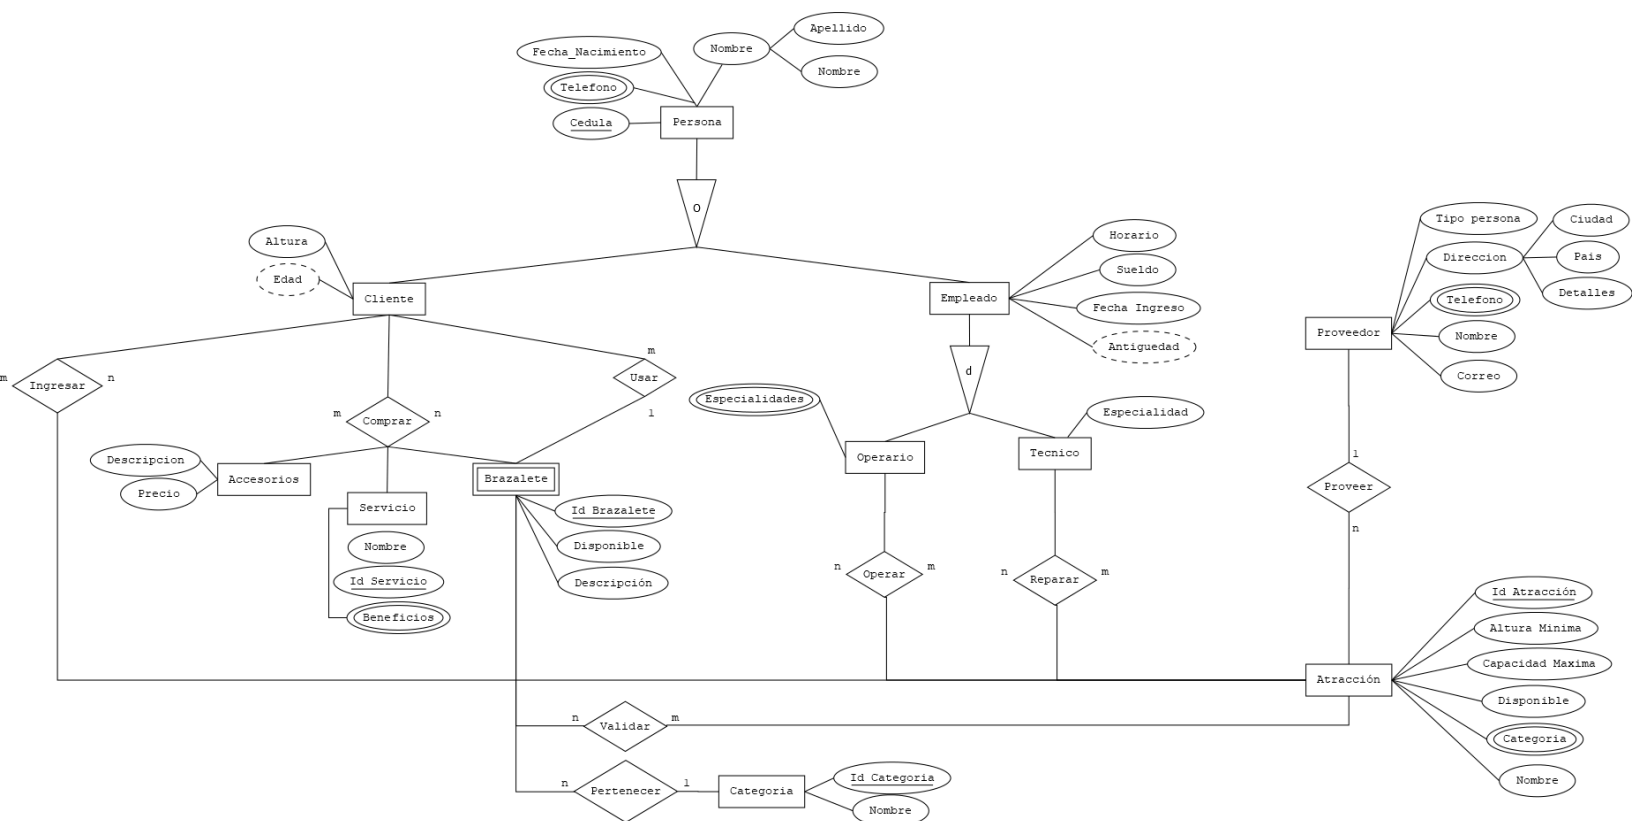 Apellido
Fecha_Nacimiento
Nombre
Nombre
Telefono
Cedula
Persona
O
Tipo persona
Ciudad
Horario
Altura
Direccion
Pais
Sueldo
Edad
Detalles
Cliente
Empleado
Telefono
Fecha Ingreso
Proveedor
Nombre
Antiguedad
m
d
Correo
m
Ingresar
n
Usar
Especialidades
m
n
l
Especialidad
Comprar
Descripcion
Operario
Tecnico
l
Accesorios
Brazalete
Precio
Proveer
Servicio
Id Brazalete
n
Nombre
Disponible
n
m
n
m
Operar
Reparar
Id Servicio
Descripción
Id Atracción
Beneficios
Altura Minima
Capacidad Maxima
Atracción
Disponible
n
m
Validar
Categoria
n
l
Id Categoria
Nombre
Pertenecer
Categoria
Nombre